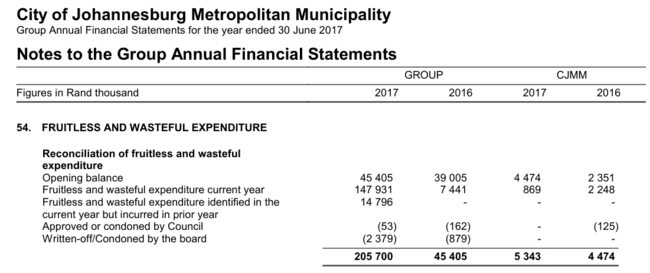 City of Johannesburg Metropolitan Municipality
Group Annual Financial Statements for the year ended 30 June 2017
Notes to the Group Annual Financial Statements
GROUP CJMM
Figures in Rand thousand 2017 2016 2017 2016
54. FRUITLESS AND WASTEFUL EXPENDITURE
Reconciliation of fruitless and wasteful
expenditure
Opening balance 45 405 39 005 4 474 2 351
Fruitless and wasteful expenditure current year 147 931 7 441 869 2 248
Fruitless and wasteful expenditure identified in the 14 796 - - -
current year but incurred in prior year
Approved or condoned by Council (53) (162) - (125)
Written-off/Condoned by the board (2 379) (879) - -
205 700 45 405 5 343 4 474